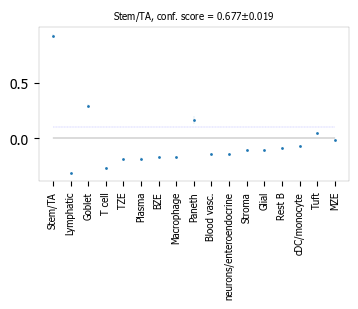 Stem/TA, conf. score = 0.677±0.019
0.5
0.0
Stem/TA
Lymphatic
Goblet
T cell
TZE
Plasma
BZE
Macrophage
Paneth
Blood vasc.
neurons/enteroendocrine
Stroma
Glial
Rest B
cDC/monocyte
Tuft
MZE